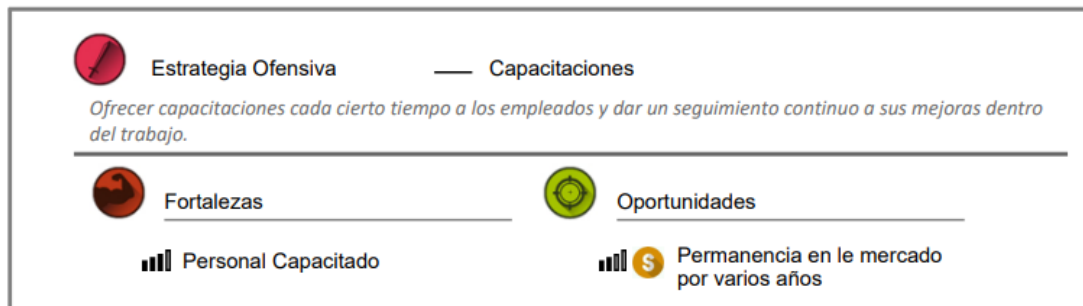 Estrategia Ofensiva — Capacitaciones
Ofrecer capacitaciones cada cierto tiempo a los empleados y dar un seguimiento continuo a sus mejoras dentro
del trabajo.
Fortalezas
Oportunidades
Personal Capacitado
$
Permanencia en le mercado
por varios años